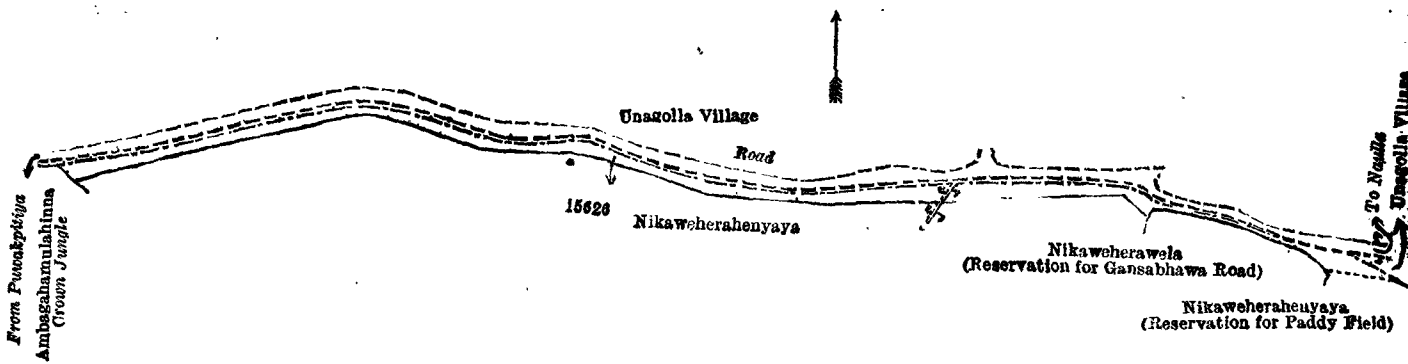 Unagolla Village
Road
15626
Nikaweherahenyaya
Nikaweherawela
(Reservation for Gansabhawa Road)
Nikaweherahenyaya
(Reservation for Paddy Field)
From Puwakpitiya
Ambagahamulahinna
Crown Jungle
To Naulla
Unagolla Village